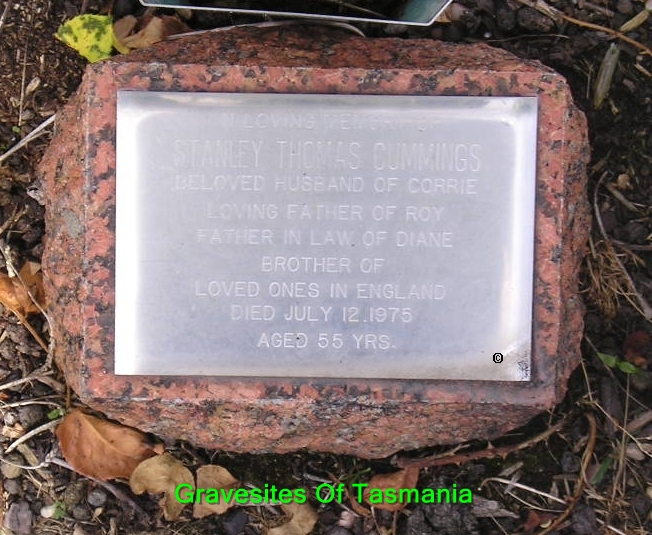 IN LOVING MEMORY OF
STANLEY THOMAS CUMMINGS
BELOVED HUSBAND OF CORRIE
LOVING FATHER OF ROY
FATHER IN LAW OF DIANE
BROTHER OF
LOVED ONES IN ENGLAND
DIED JULY 12.1975
AGED 55 YRS.
©
Gravesites Of Tasmania